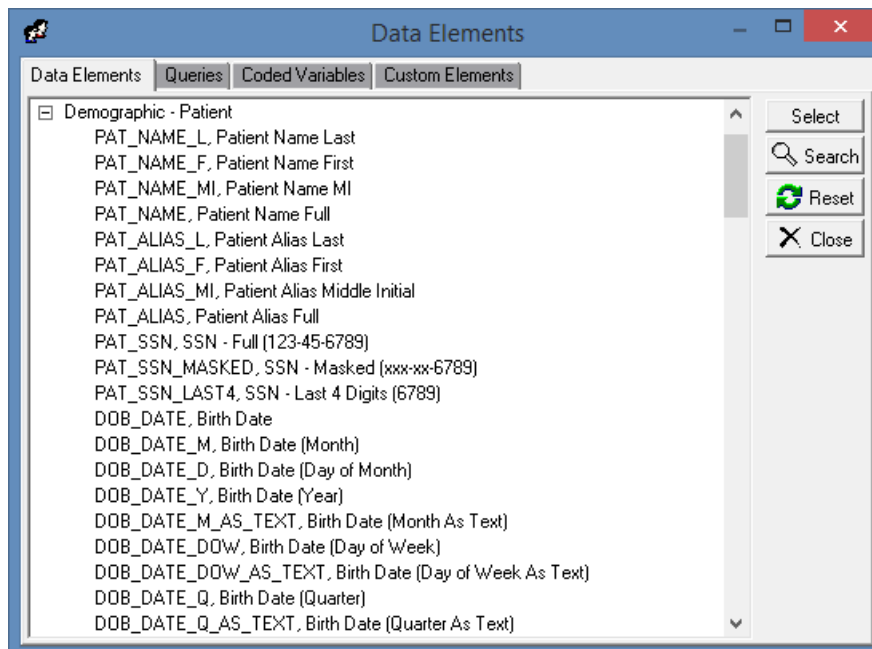 Data Elements
Data Elements Queries Coded Variables Custom Elements
Demographic - Patient
PAT_NAME_L, Patient Name Last
PAT_NAME_F, Patient Name First
PAT_NAME_MI, Patient Name MI
PAT_NAME, Patient Name Full
PAT_ALIAS_L, Patient Alias Last
PAT_ALIAS_F, Patient Alias First
PAT_ALIAS_MI, Patient Alias Middle Initial
PAT_ALIAS, Patient Alias Full
PAT_SSN, SSN - Full (123-45-6789)
PAT_SSN_MASKED, SSN - Masked (xxx-xx-6789)
PAT_SSN_LAST4, SSN - Last 4 Digits (6789)
DOB_DATE, Birth Date
DOB_DATE_M, Birth Date (Month)
DOB_DATE_D, Birth Date (Day of Month)
DOB_DATE_Y, Birth Date (Year)
DOB_DATE_M_AS_TEXT, Birth Date (Month As Text)
DOB_DATE_DOW, Birth Date (Day of Week)
DOB_DATE_DOW_AS_TEXT, Birth Date (Day of Week As Text)
DOB_DATE_Q, Birth Date (Quarter)
DOB_DATE_Q_AS_TEXT, Birth Date (Quarter As Text)
Select
Search
Reset
Close